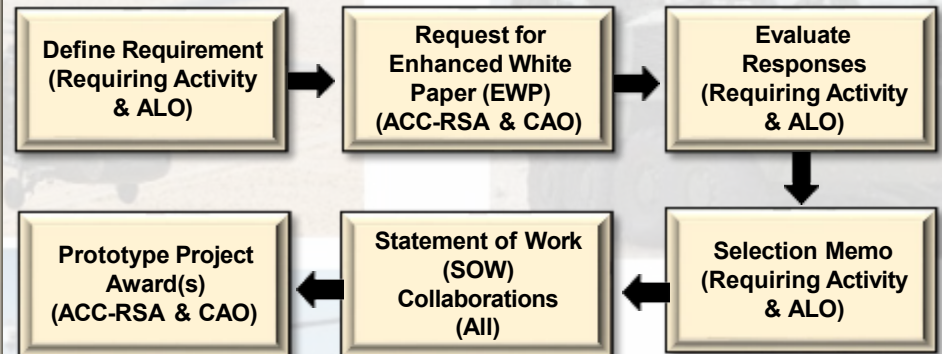 Define Requirement
(Requiring Activity
& ALO)
Request for
Enhanced White
Paper (EWP)
(ACC-RSA & CAO)
Evaluate
Responses
(Requiring Activity
& ALO)
Selection Memo
(Requiring Activity
& ALO)
Statement of Work
(SOW)
Collaborations
(All)
Prototype Project
Award(s)
(ACC-RSA & CAO)